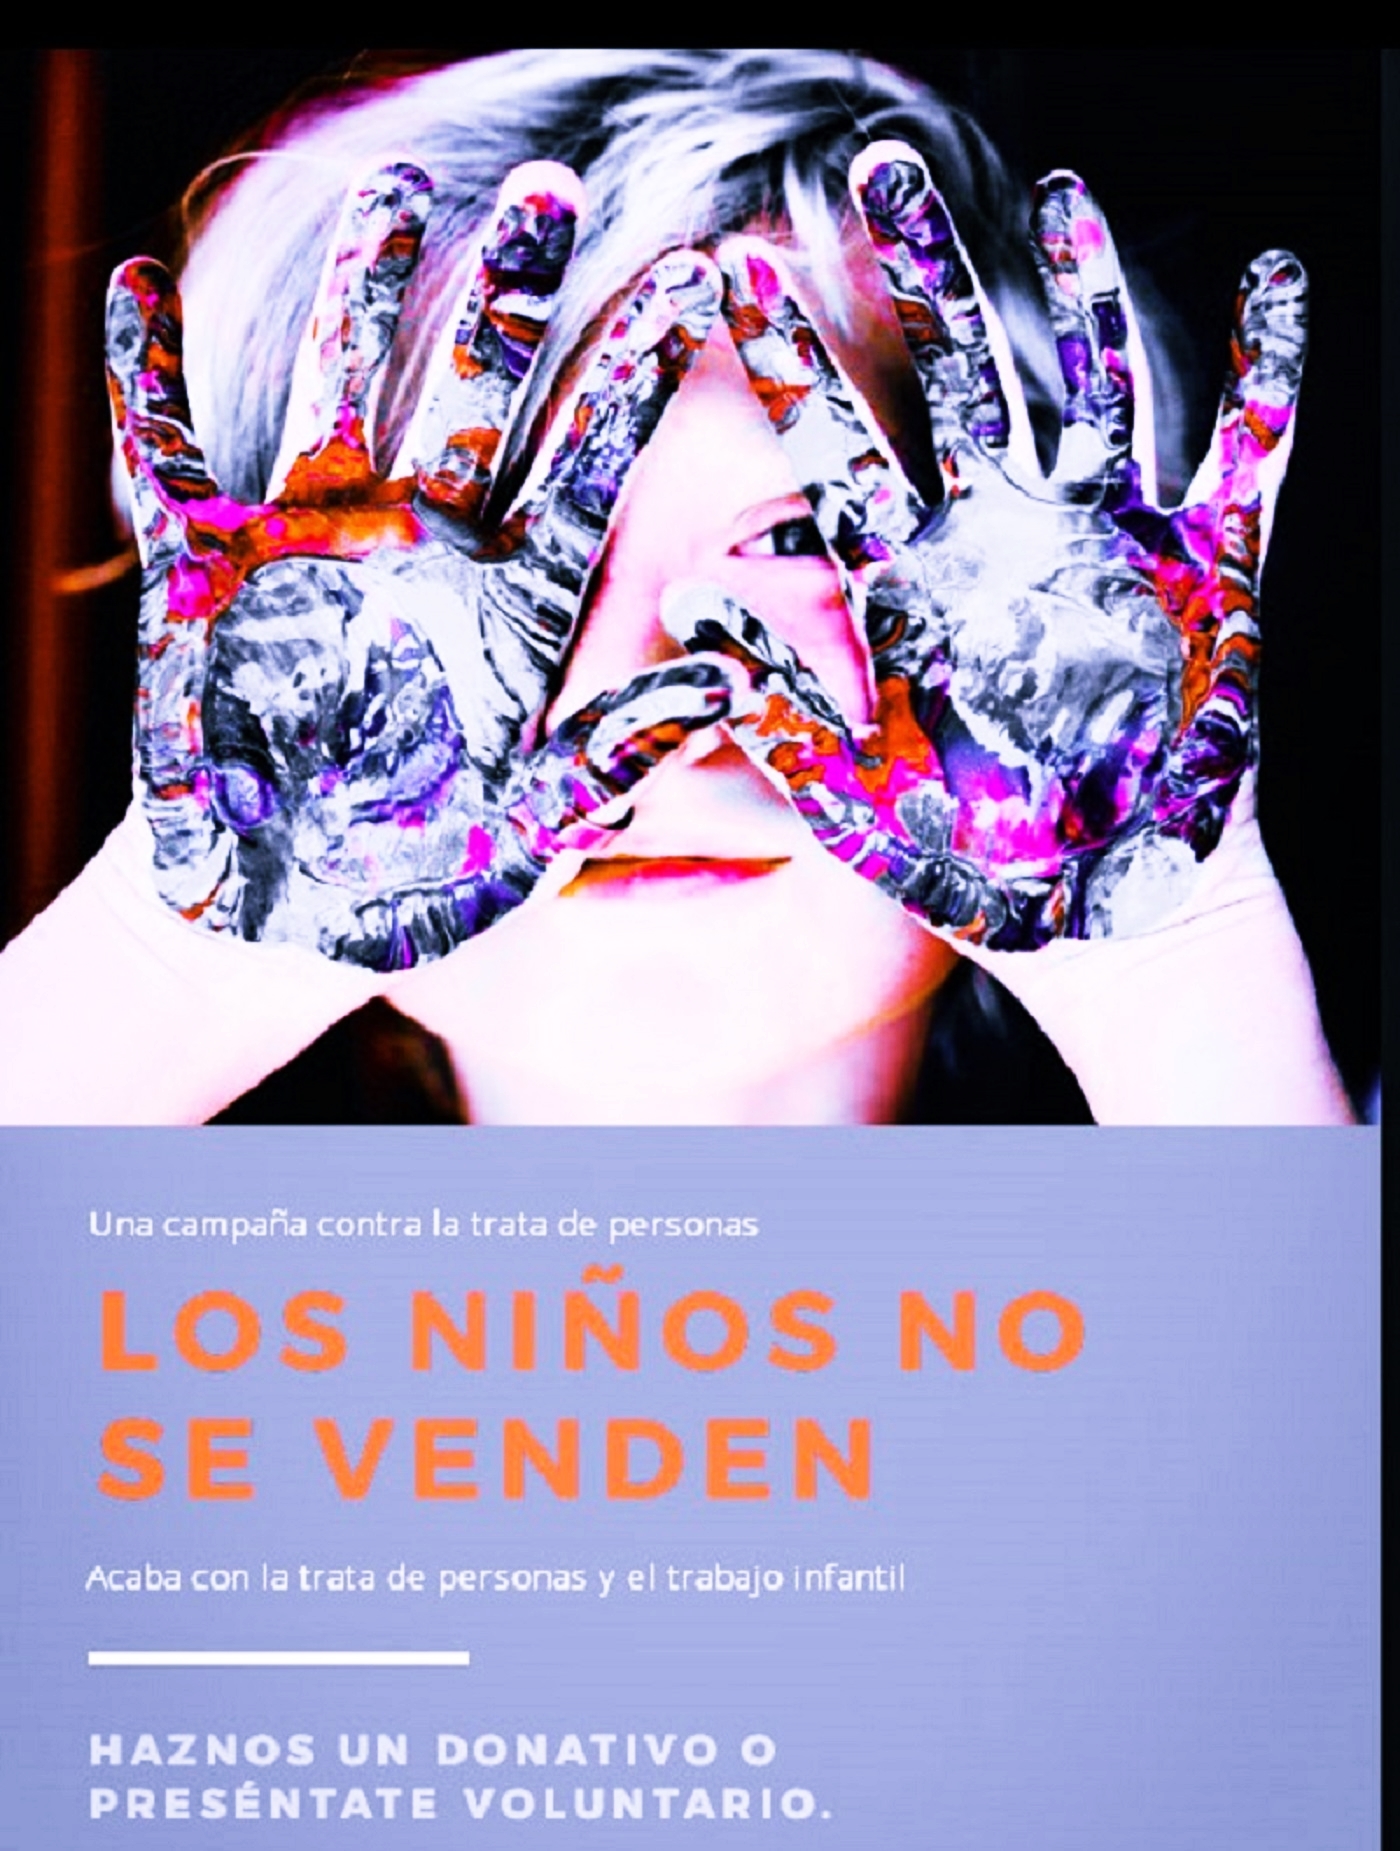 Una campaña contra la trata de personas
LOS NIÑOS NO
SE VENDEN
Acaba con la trata de personas y el trabajo infantil
HAZNOS UN DONATIVO O
PRESÉNTATE VOLUNTARIO.